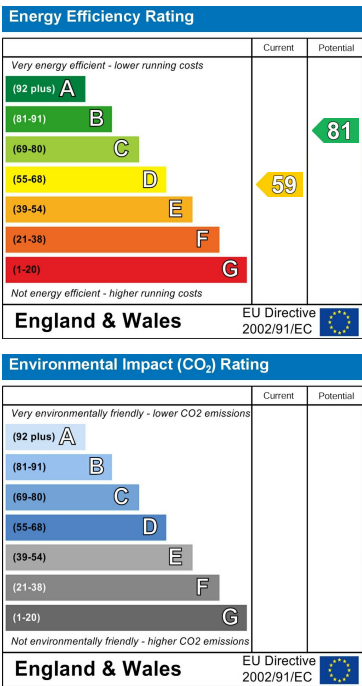 Energy Efficiency Rating
Current Potential
Very energy efficient - lower running costs
(92 plus) A
(81-91) B
(69-80) C
(55-68) D
(39-54) E
(21-38) F
(1-20) G
59
81
Not energy efficient - higher running costs
England & Wales
EU Directive
2002/91/EC
Environmental Impact (CO₂) Rating
Current Potential
Very environmentally friendly - lower CO2 emissions
(92 plus) A
(81-91) B
(69-80) C
(55-68) D
(39-54) E
(21-38) F
(1-20) G
Not environmentally friendly - higher CO2 emissions
England & Wales
EU Directive
2002/91/EC